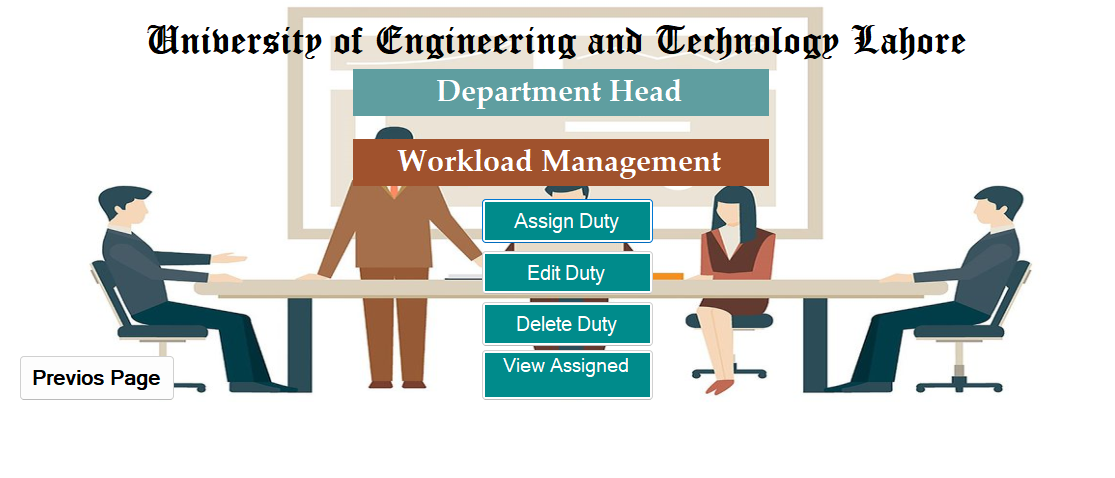 University of Engineering and Technology Lahore
Department Head
Workload Management
Assign Duty
Edit Duty
Delete Duty
View Assigned
Previos Page